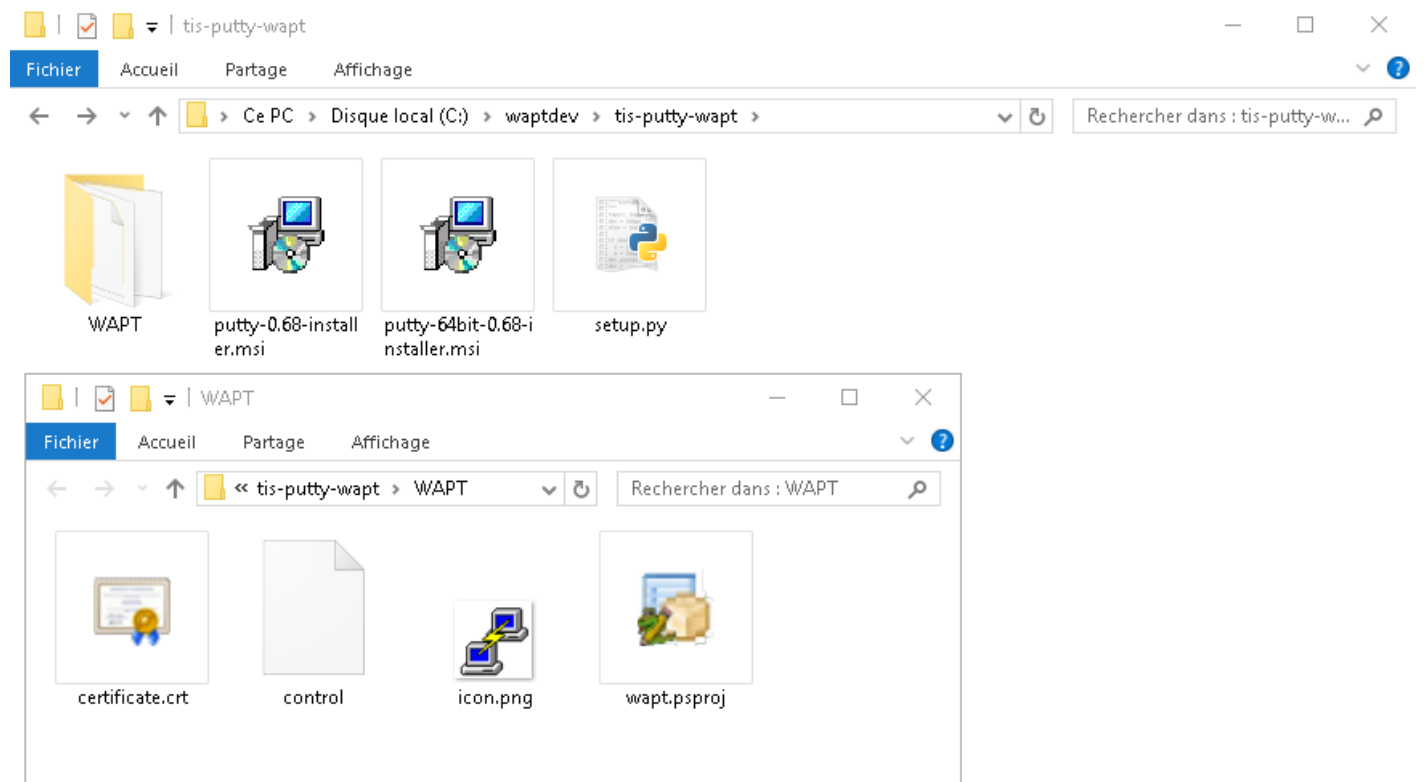 tis-putty-wapt
Fichier Accueil Partage Affichage
Ce PC > Disque local (C:) > waptdev > tis-putty-wapt > Rechercher dans : tis-putty-w...
WAPT putty-0.68-install putty-64bit-0.68-i setup.py
er.msi nstaller.msi
WAPT
Fichier Accueil Partage Affichage
« tis-putty-wapt > WAPT Rechercher dans : WAPT
certificate.crt control icon.png wapt.psproj